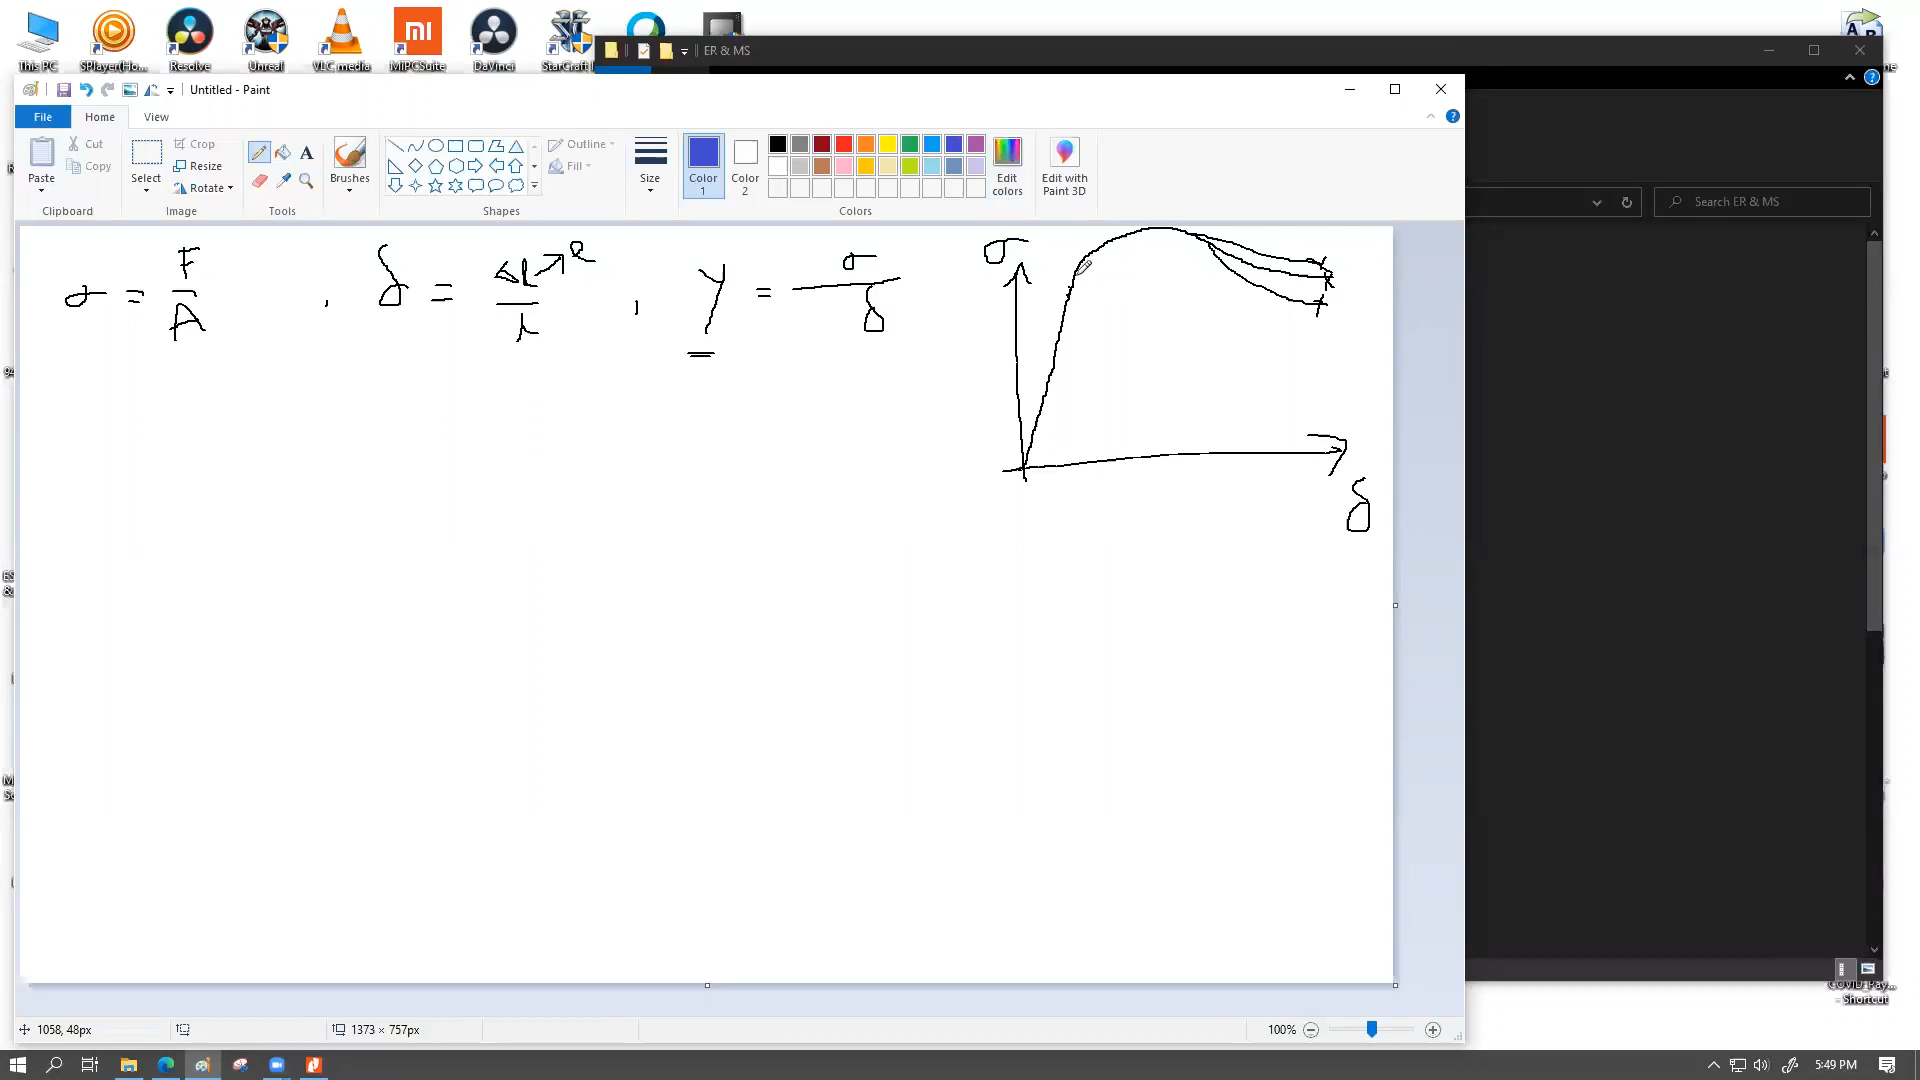 This PC
SPlayer(Ho...
Resolve
Unreal
VLC media
MiPCSuite
DaVinci
StarCraft I
ER & MS
Untitled - Paint
File
Home
View
Paste
Cut
Copy
Clipboard
Select
Crop
Resize
Rotate
Image
A
Tools
Brushes
Outline
Fill
Shapes
Size
Color 1
Color 2
Edit colors
Edit with Paint 3D
Colors
Search ER & MS
σ = F/A , δ = Δl/l ↗ e , y = σ/δ
σ
δ
COVID_Pay... - Shortcut
1058, 48px
1373 × 757px
100%
5:49 PM